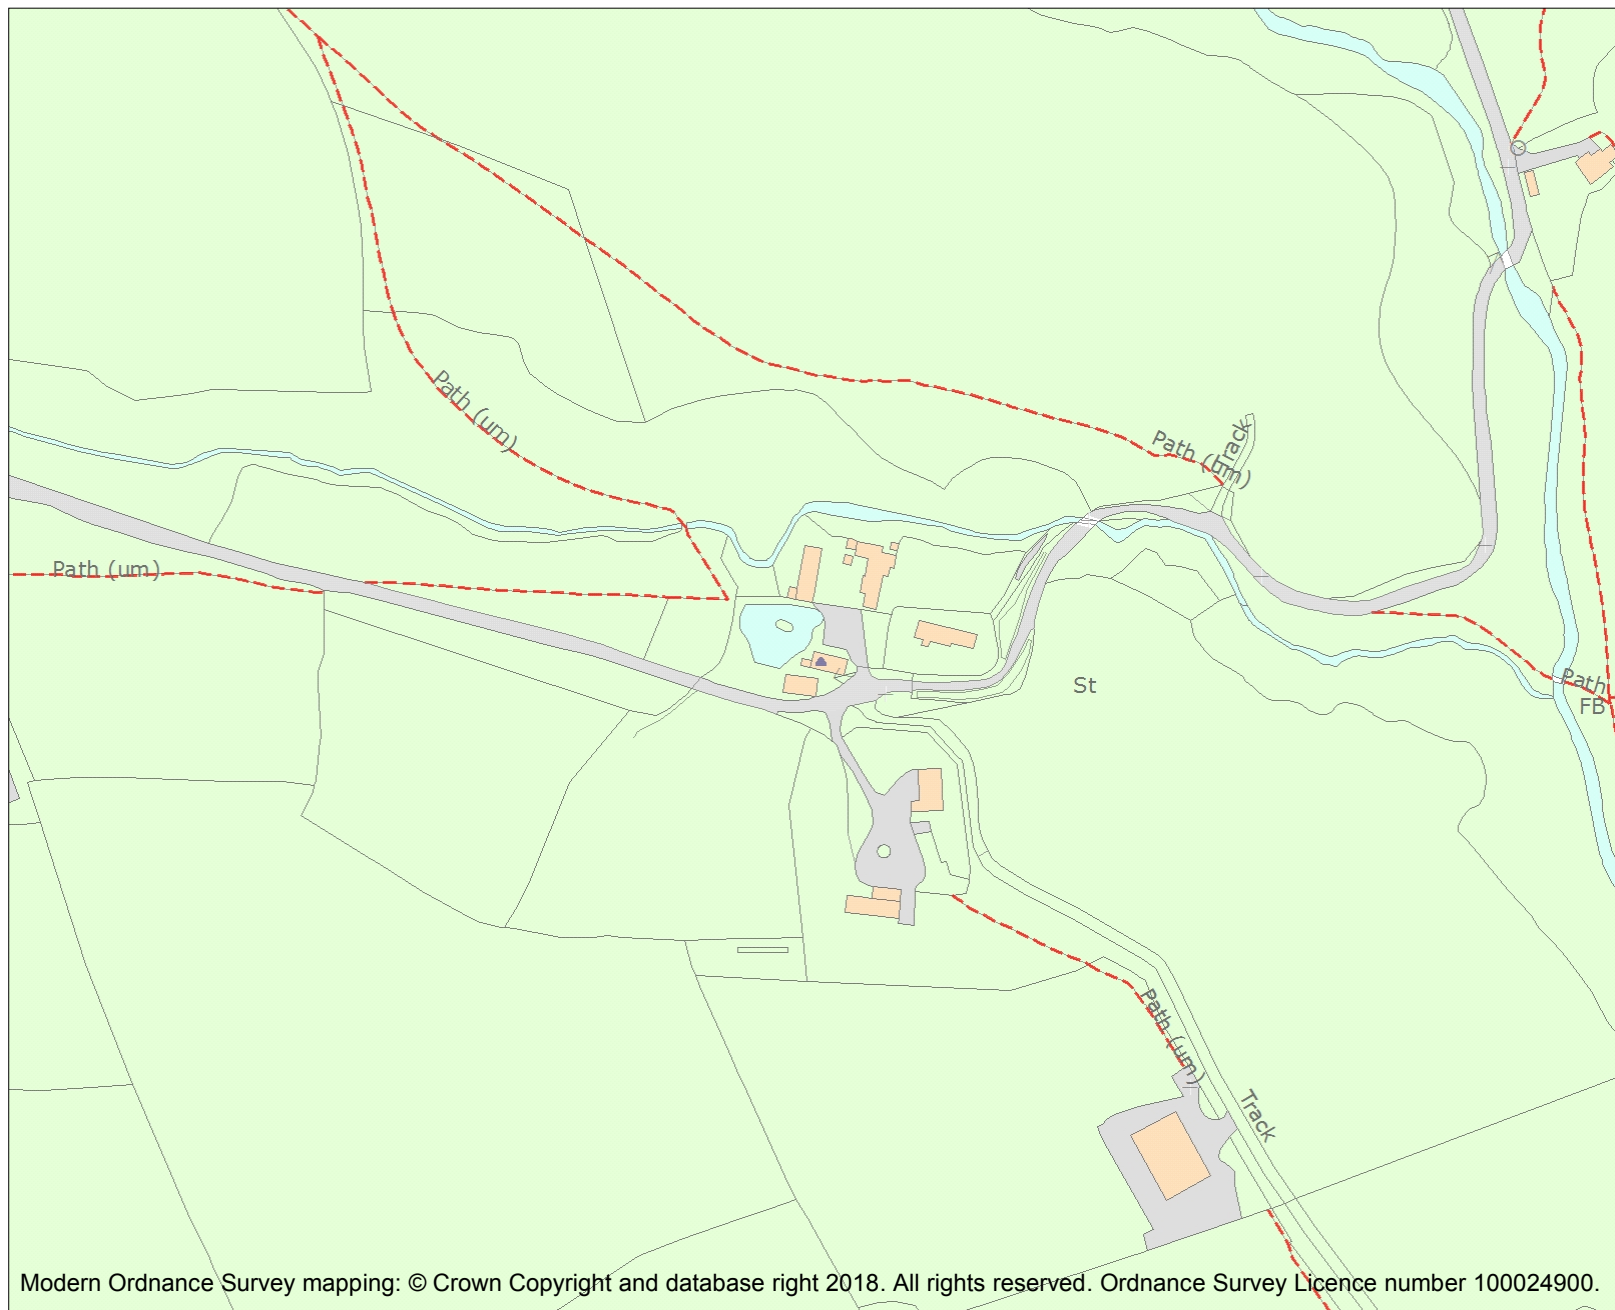 Path (um)
Path (um)
Track
Path (um)
St
Path
FB
Path (um)
Track
Modern Ordnance Survey mapping: © Crown Copyright and database right 2018. All rights reserved. Ordnance Survey Licence number 100024900.